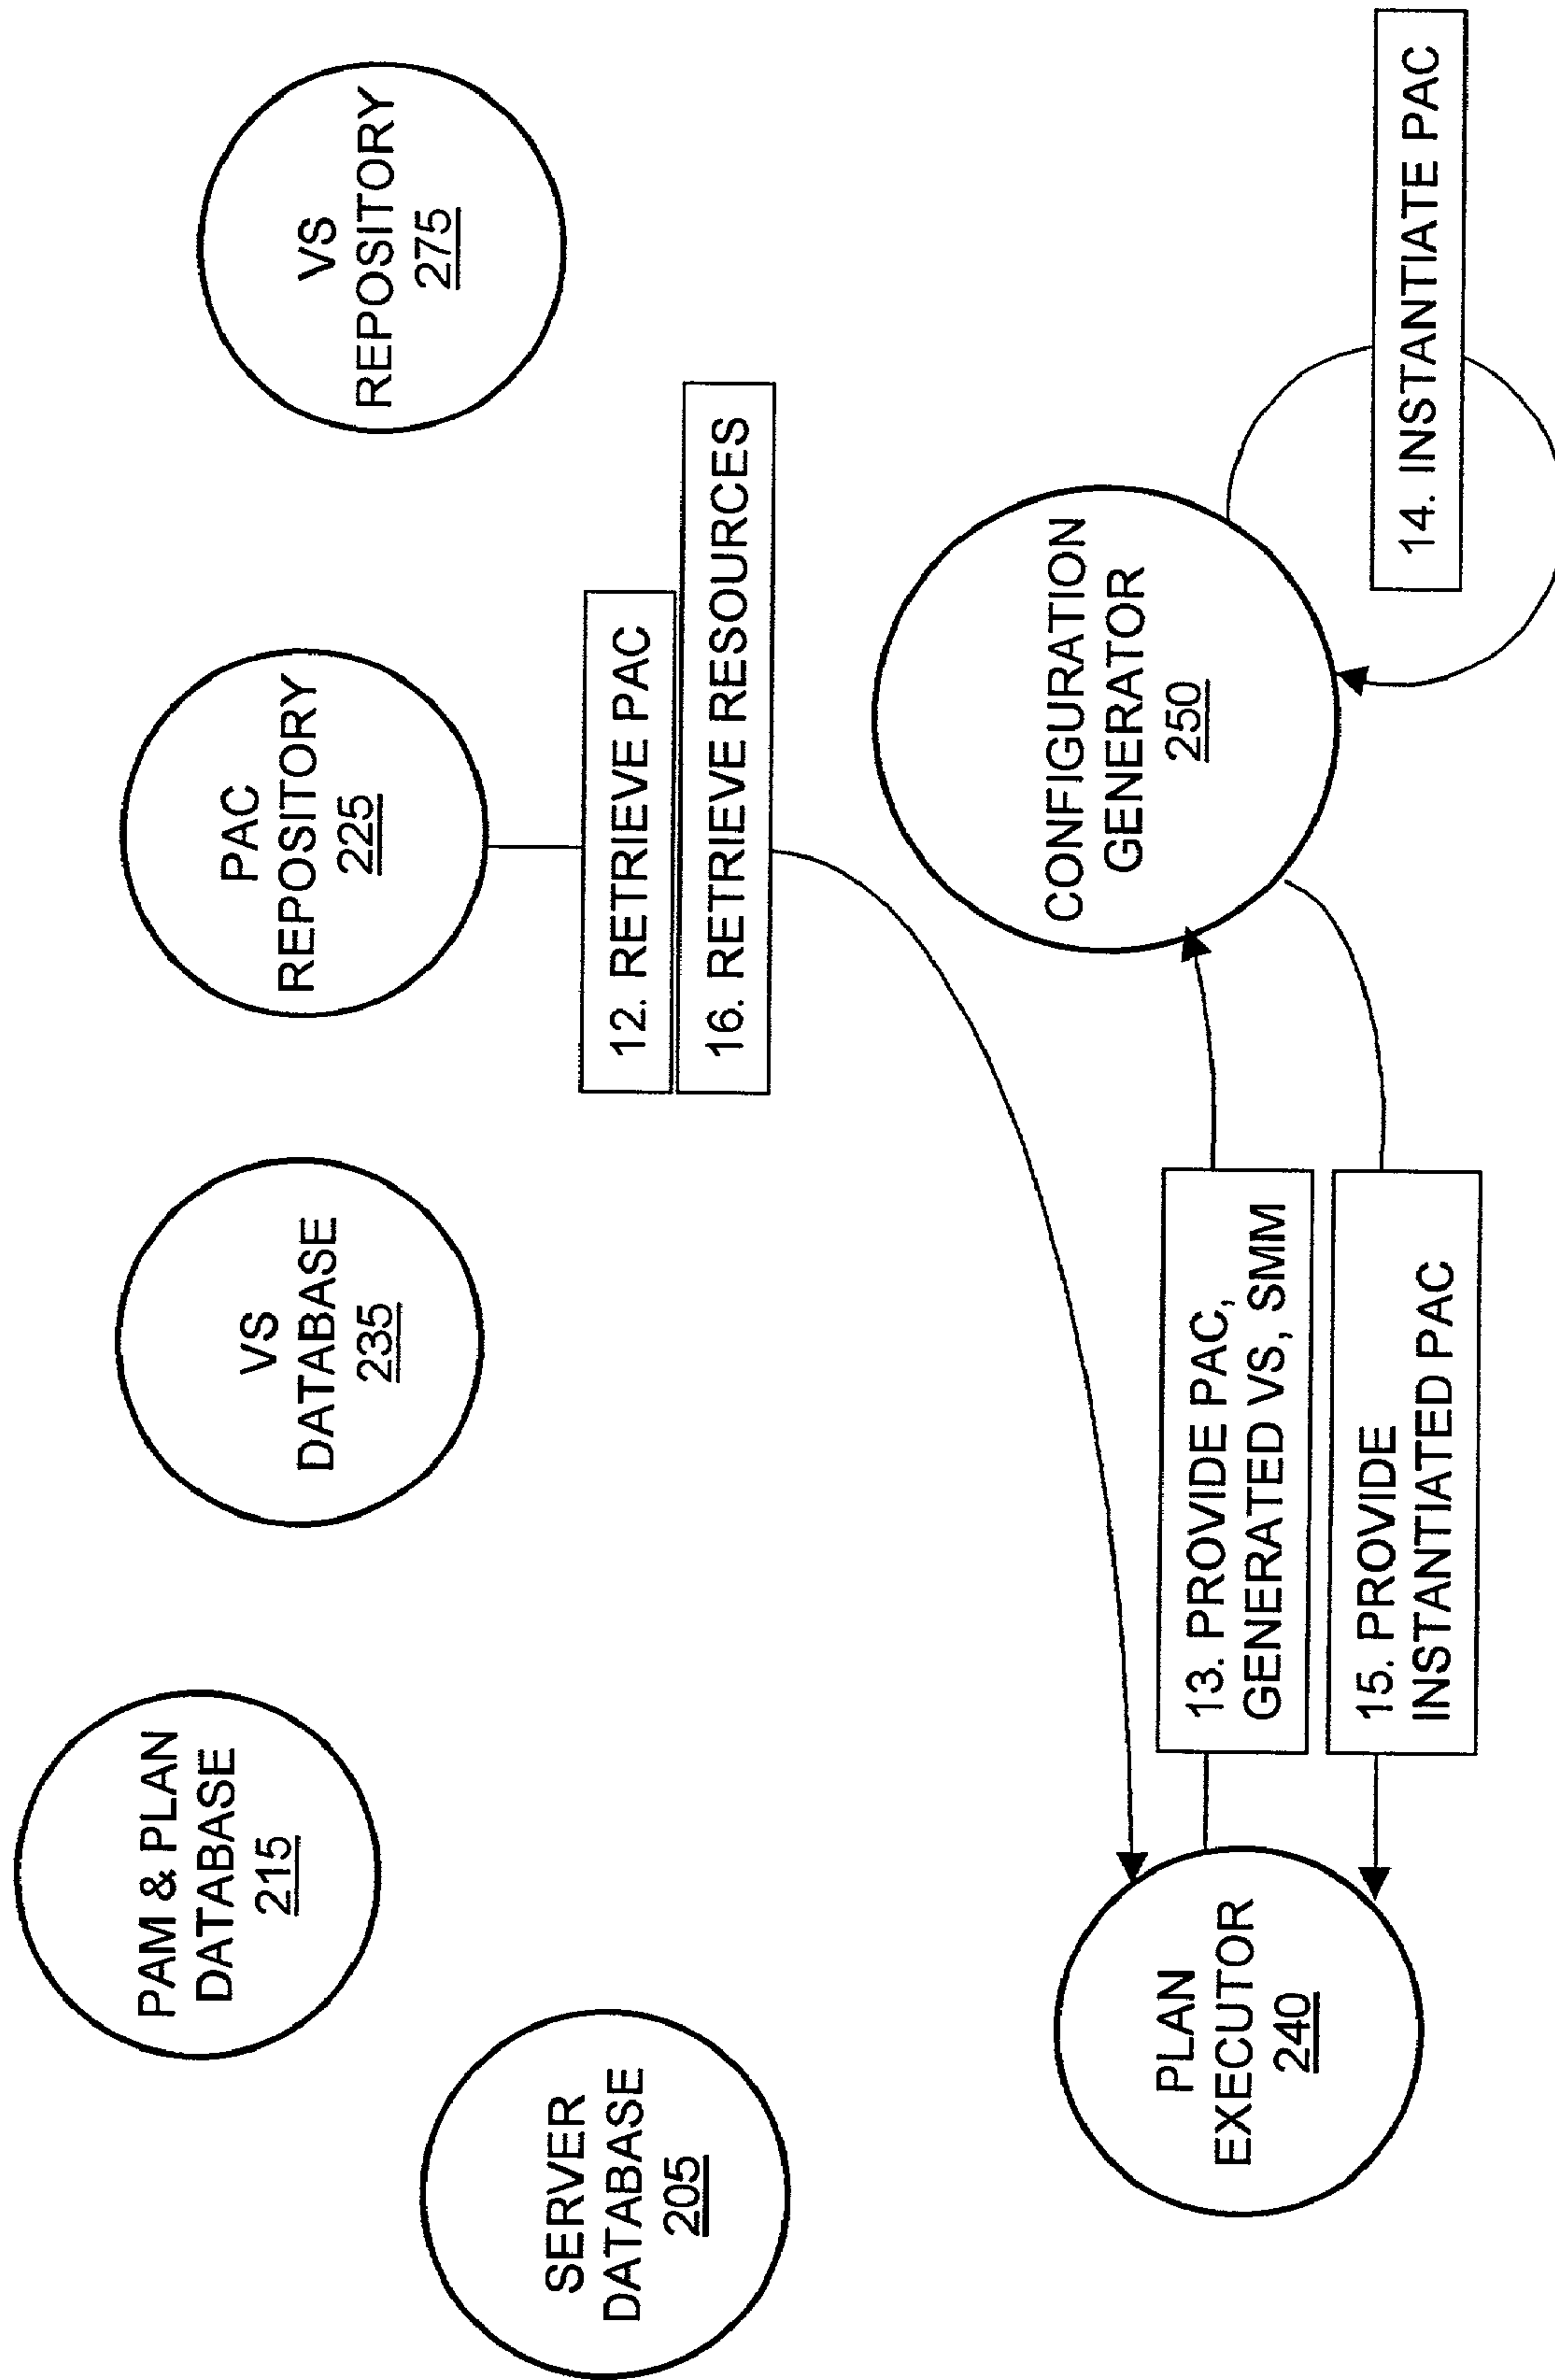 SERVER
DATABASE
205
PAM & PLAN
DATABASE
215
VS
DATABASE
235
PAC
REPOSITORY
225
VS
REPOSITORY
275
12. RETRIEVE PAC
16. RETRIEVE RESOURCES
PLAN
EXECUTOR
240
13. PROVIDE PAC,
GENERATED VS, SMM
15. PROVIDE
INSTANTIATED PAC
CONFIGURATION
GENERATOR
250
14. INSTANTIATE PAC